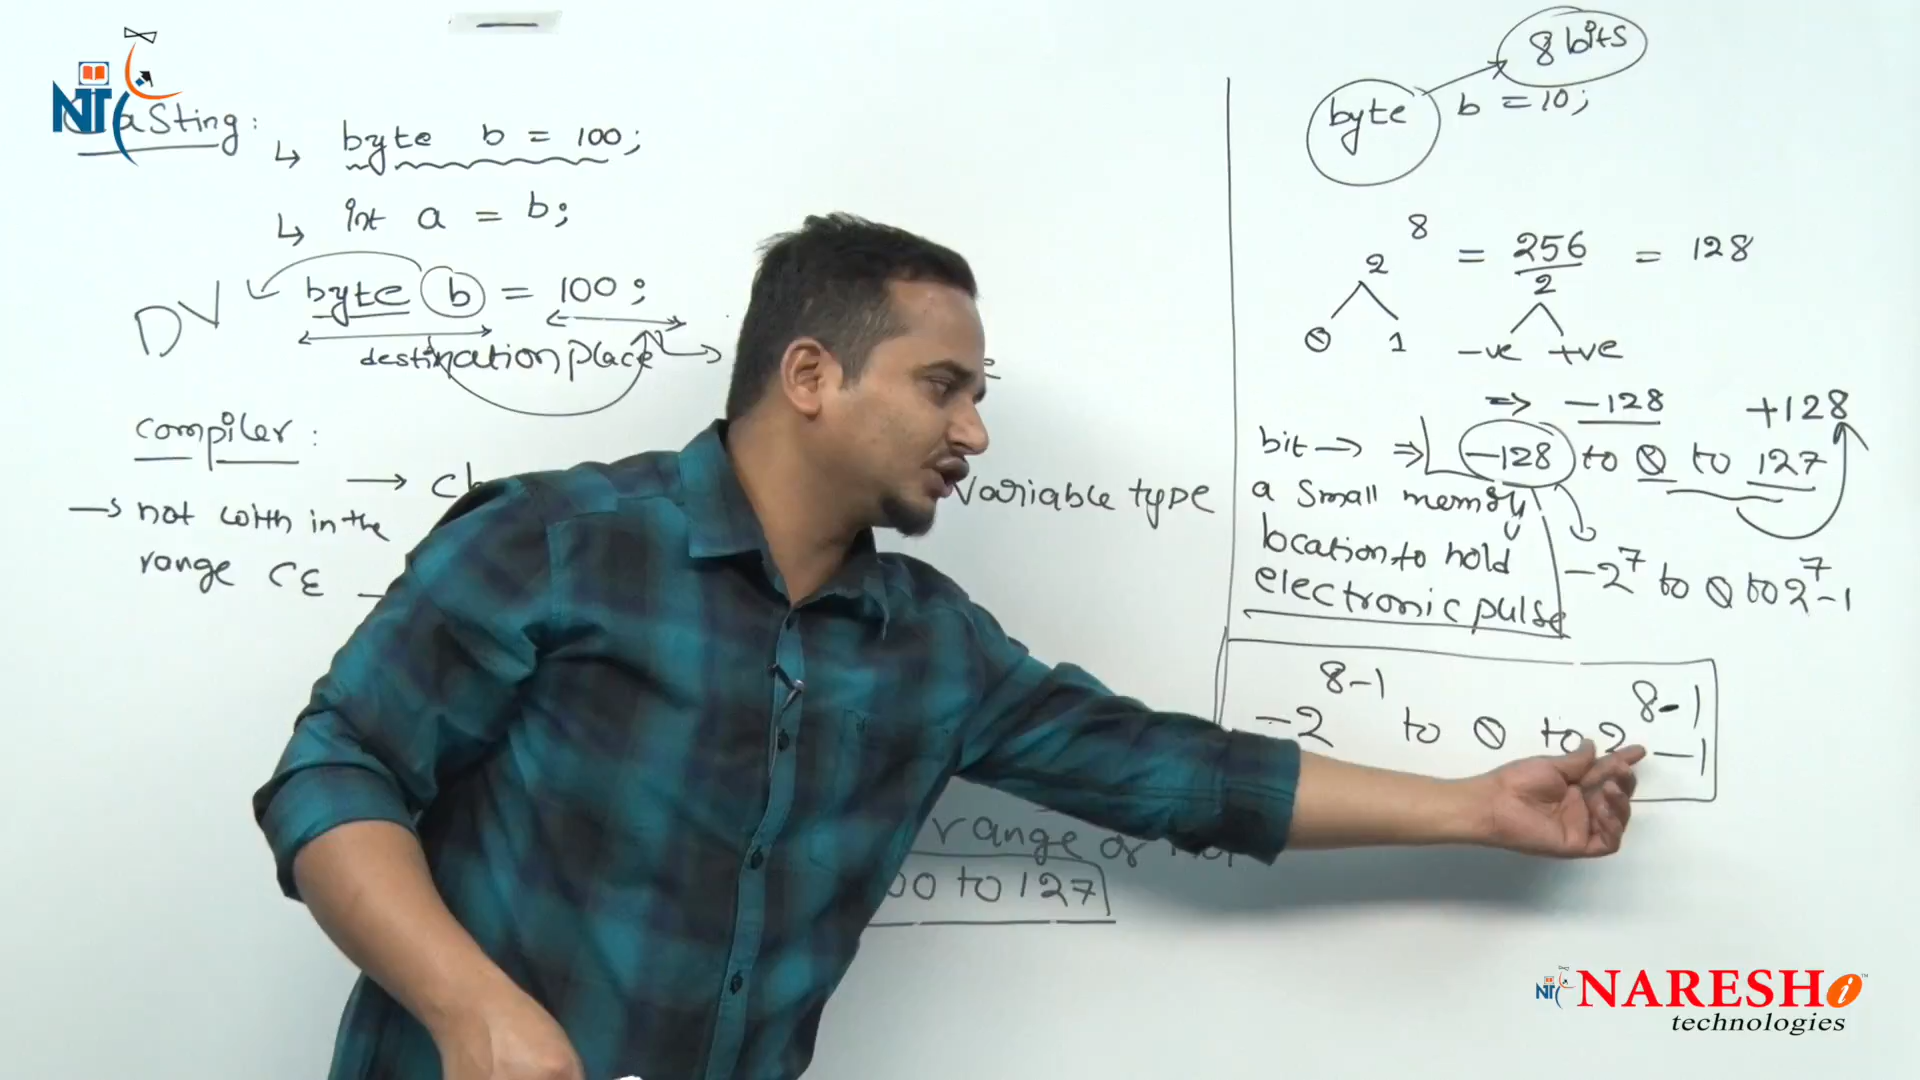 NIT
Casting:
↳ byte b = 100;
↳ int a = b;
DV byte b = 100;
destination place
compiler:
→
variable type
→ not with in the
range CE
range or not
00 to 127
8 bits
byte b = 10;
2^8 = 256/2 = 128
0 1 -ve +ve
=> -128 +128
bit → => -128 to 0 to 127
a small memory
location to hold
electronic pulse
-2^7 to 0 to 2^7-1
-2^8-1 to 0 to 2^8-1 -1
NIT NARESH i
technologies